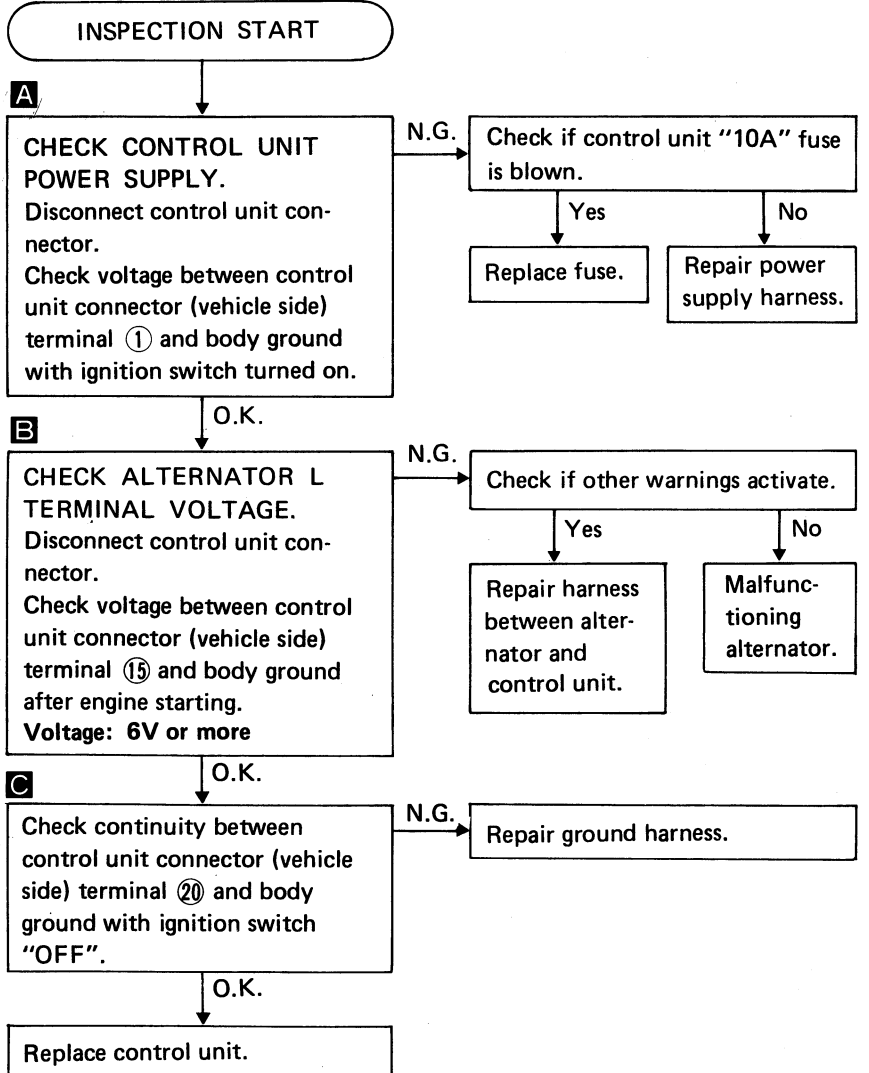 INSPECTION START
A
CHECK CONTROL UNIT
POWER SUPPLY.
Disconnect control unit con-
nector.
Check voltage between control
unit connector (vehicle side)
terminal ① and body ground
with ignition switch turned on.
N.G.
Check if control unit “10A” fuse
is blown.
Yes
No
Replace fuse.
Repair power
supply harness.
O.K.
B
CHECK ALTERNATOR L
TERMINAL VOLTAGE.
Disconnect control unit con-
nector.
Check voltage between control
unit connector (vehicle side)
terminal ⑮ and body ground
after engine starting.
Voltage: 6V or more
N.G.
Check if other warnings activate.
Yes
No
Repair harness
between alter-
nator and
control unit.
Malfunc-
tioning
alternator.
O.K.
C
Check continuity between
control unit connector (vehicle
side) terminal ⑳ and body
ground with ignition switch
“OFF”.
N.G.
Repair ground harness.
O.K.
Replace control unit.